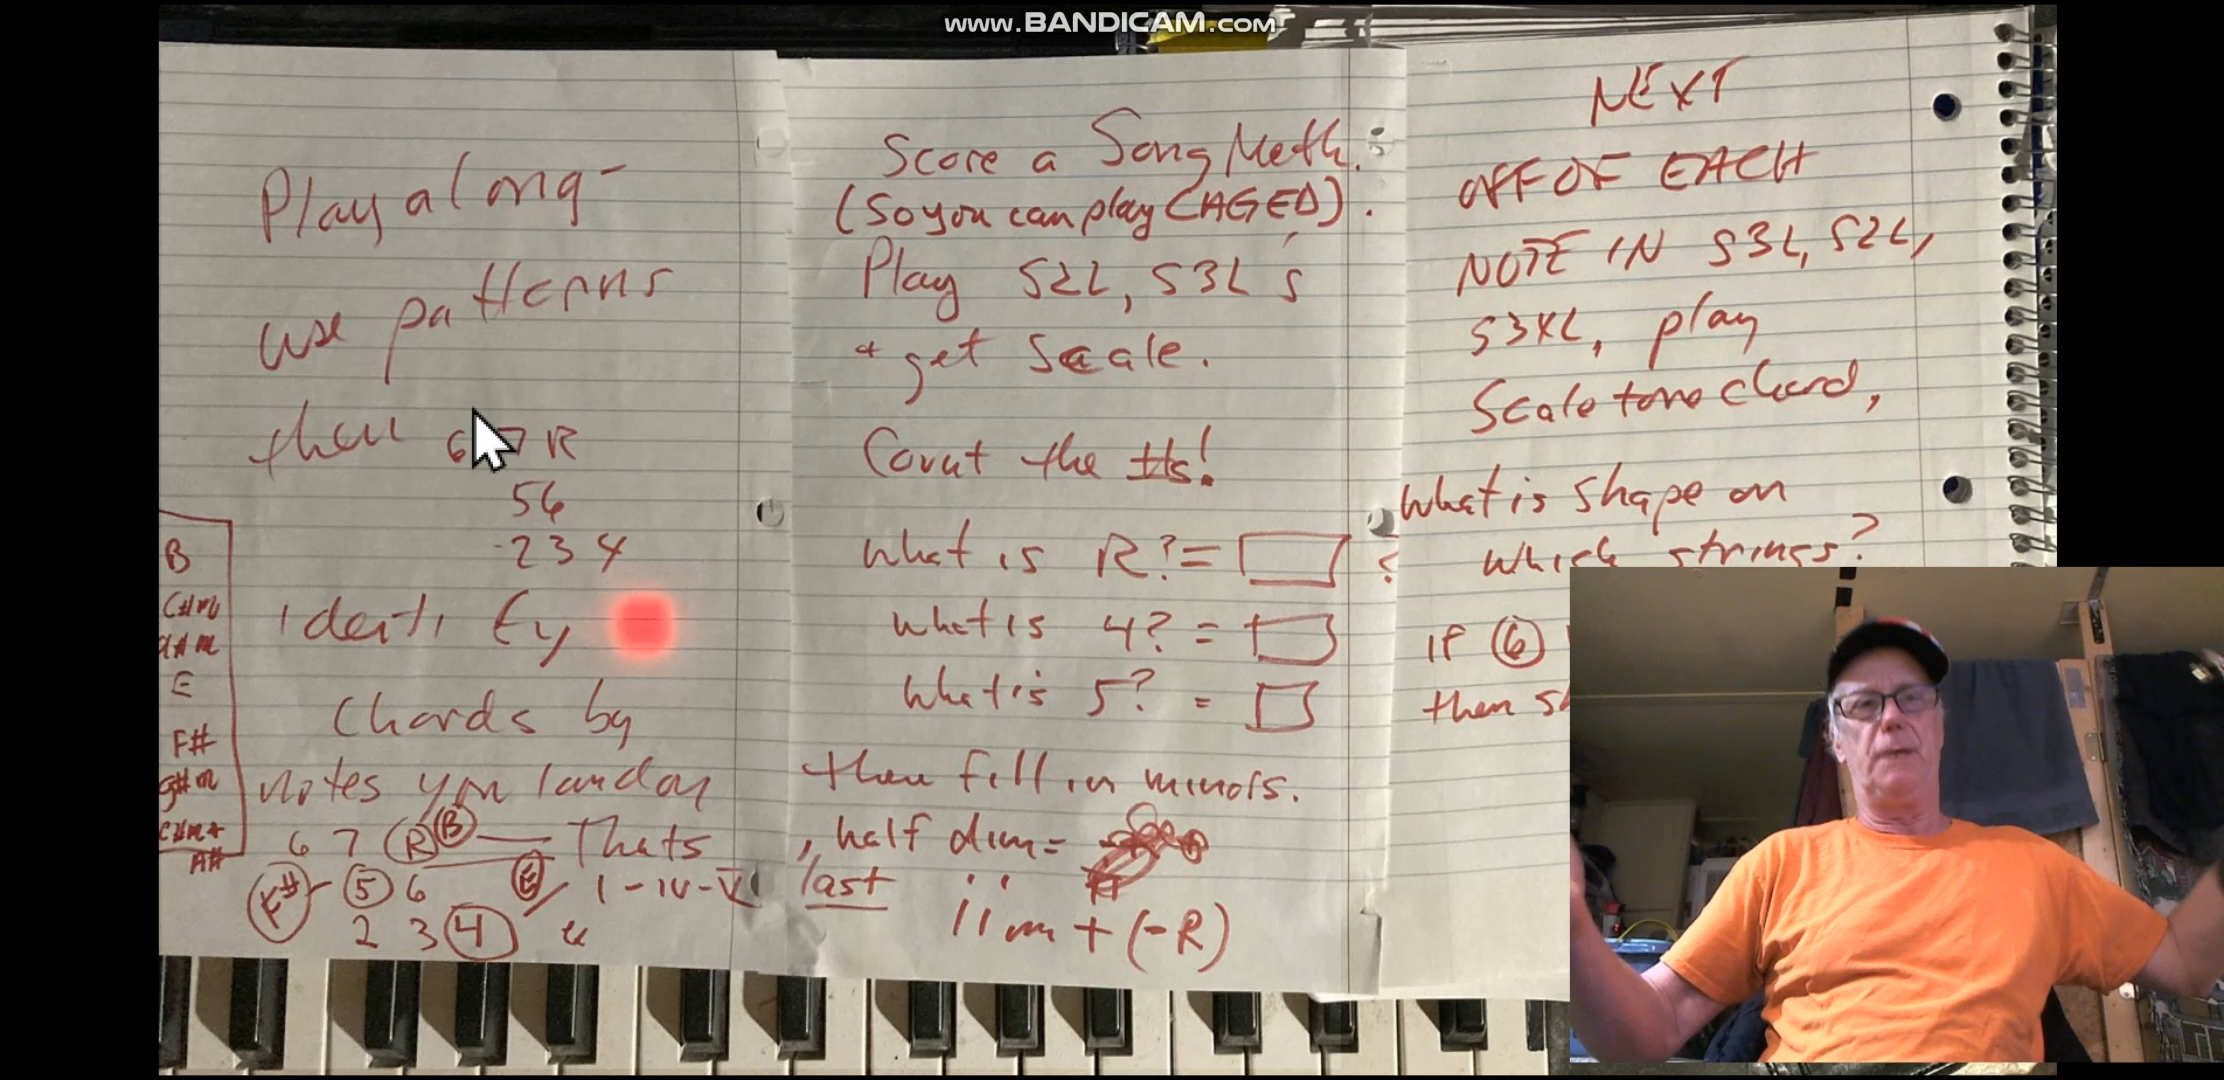 www.BANDICAM.com
Play along-
use patterns
then 6 7 R
5 6
2 3 4
identify
chords by
notes you land on
6 7 R B — Thats
F# - 5 6 E / I - IV - V
2 3 4
B
C#m
d#m
E
F#
g#m
C#m+
A#
Score a Song Meth.
(So you can play CAGED).
Play S2L, S3L's
+ get Scale.
Count the #s!
What is R? = ?
What is 4? =
What is 5? =
then fill in minors.
, half dim =
last iim + (-R)
NEXT
OFF OF EACH
NOTE IN S3L, S2L,
S3XL, play
Scale tone chord,
What is shape on
which strings?
IF 6
then